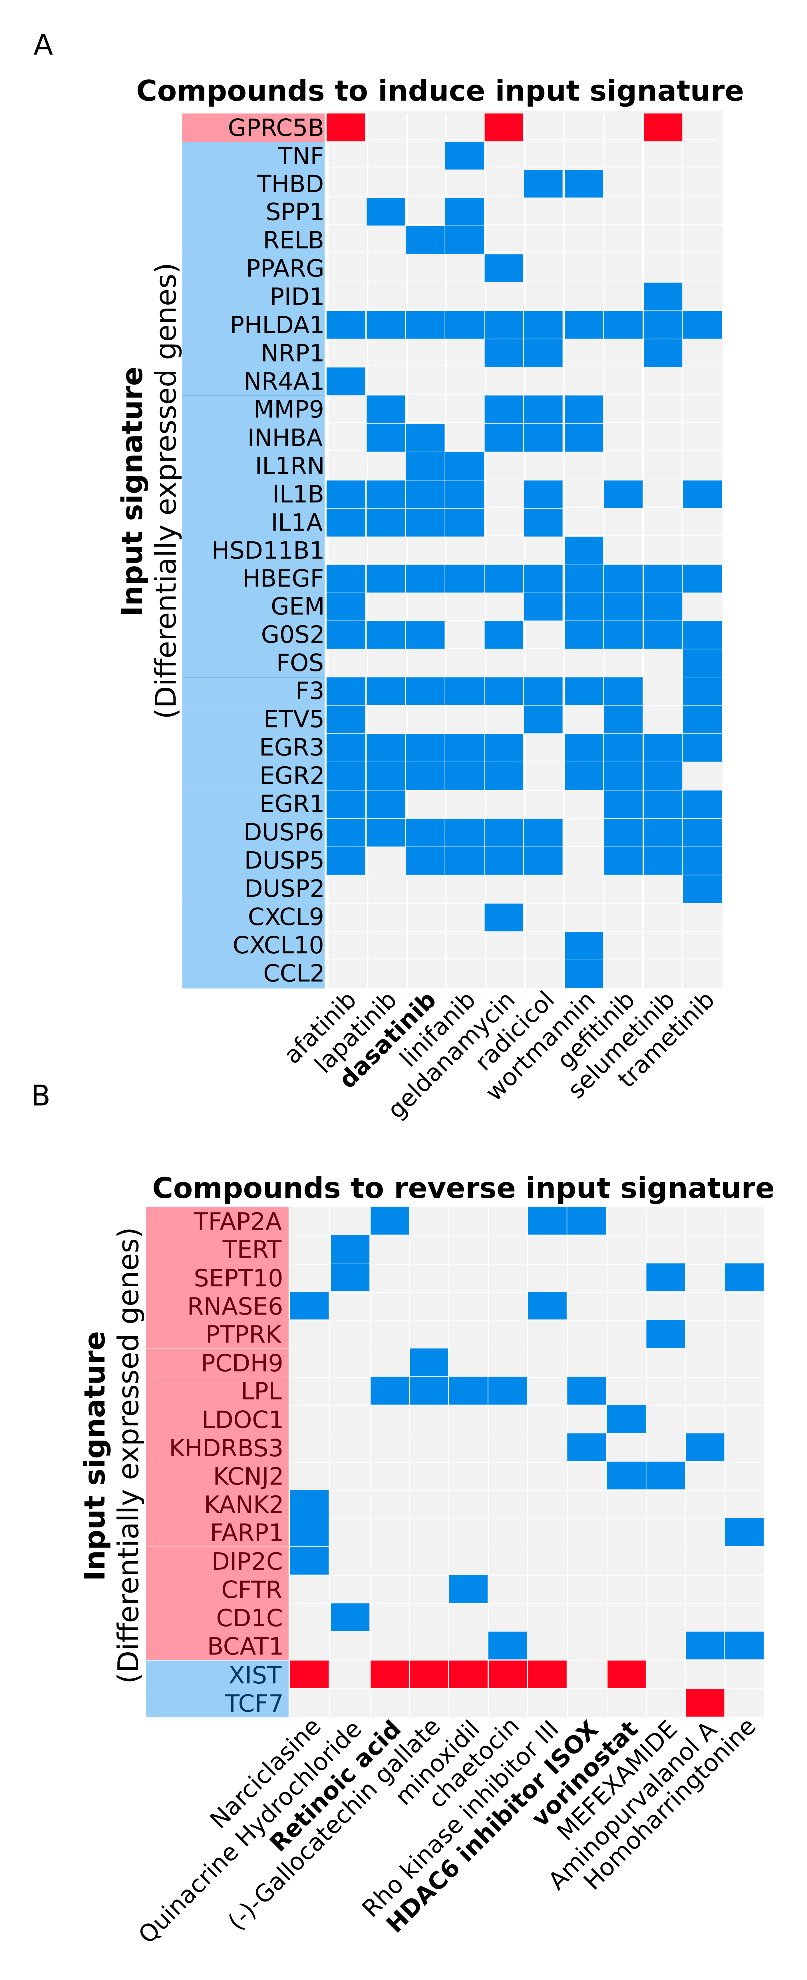 A
Compounds to induce input signature
Input signature
(Differentially expressed genes)
GPRC5B
TNF
THBD
SPP1
RELB
PPARG
PID1
PHLDA1
NRP1
NR4A1
MMP9
INHBA
IL1RN
IL1B
IL1A
HSD11B1
HBEGF
GEM
G0S2
FOS
F3
ETV5
EGR3
EGR2
EGR1
DUSP6
DUSP5
DUSP2
CXCL9
CXCL10
CCL2
afatinib
lapatinib
dasatinib
linifanib
geldanamycin
radicicol
wortmannin
gefitinib
selumetinib
trametinib
B
Compounds to reverse input signature
Input signature
(Differentially expressed genes)
TFAP2A
TERT
SEPT10
RNASE6
PTPRK
PCDH9
LPL
LDOC1
KHDRBS3
KCNJ2
KANK2
FARP1
DIP2C
CFTR
CD1C
BCAT1
XIST
TCF7
Narciclasine
Quinacrine Hydrochloride
Retinoic acid
(-)-Gallocatechin gallate
minoxidil
chaetocin
Rho kinase inhibitor III
HDAC6 inhibitor ISOX
vorinostat
MEFEXAMIDE
Aminopurvalanol A
Homoharringtonine